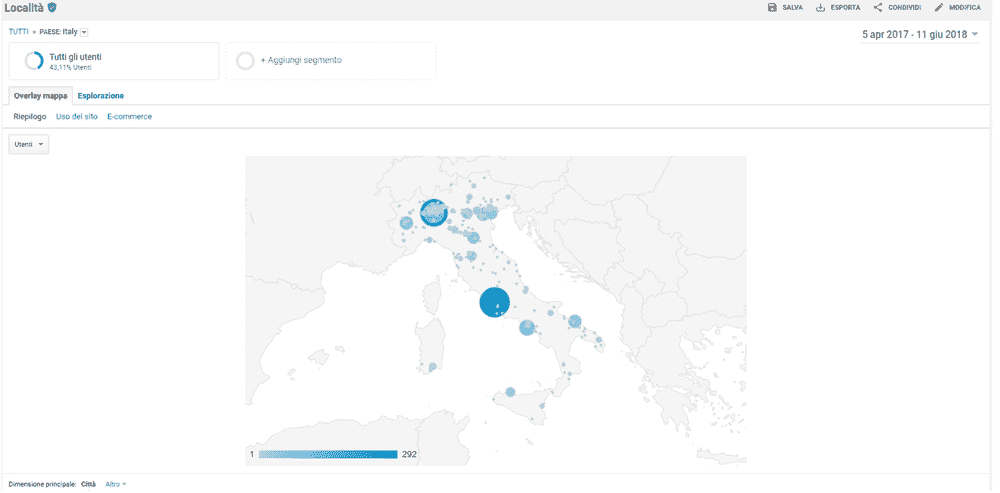 Località
SALVA ESPORTA CONDIVIDI MODIFICA
TUTTI » PAESE: Italy
5 apr 2017 - 11 giu 2018
Tutti gli utenti
43,11% Utenti
+ Aggiungi segmento
Overlay mappa Esplorazione
Riepilogo Uso del sito E-commerce
Utenti
1 292
Dimensione principale: Città Altro